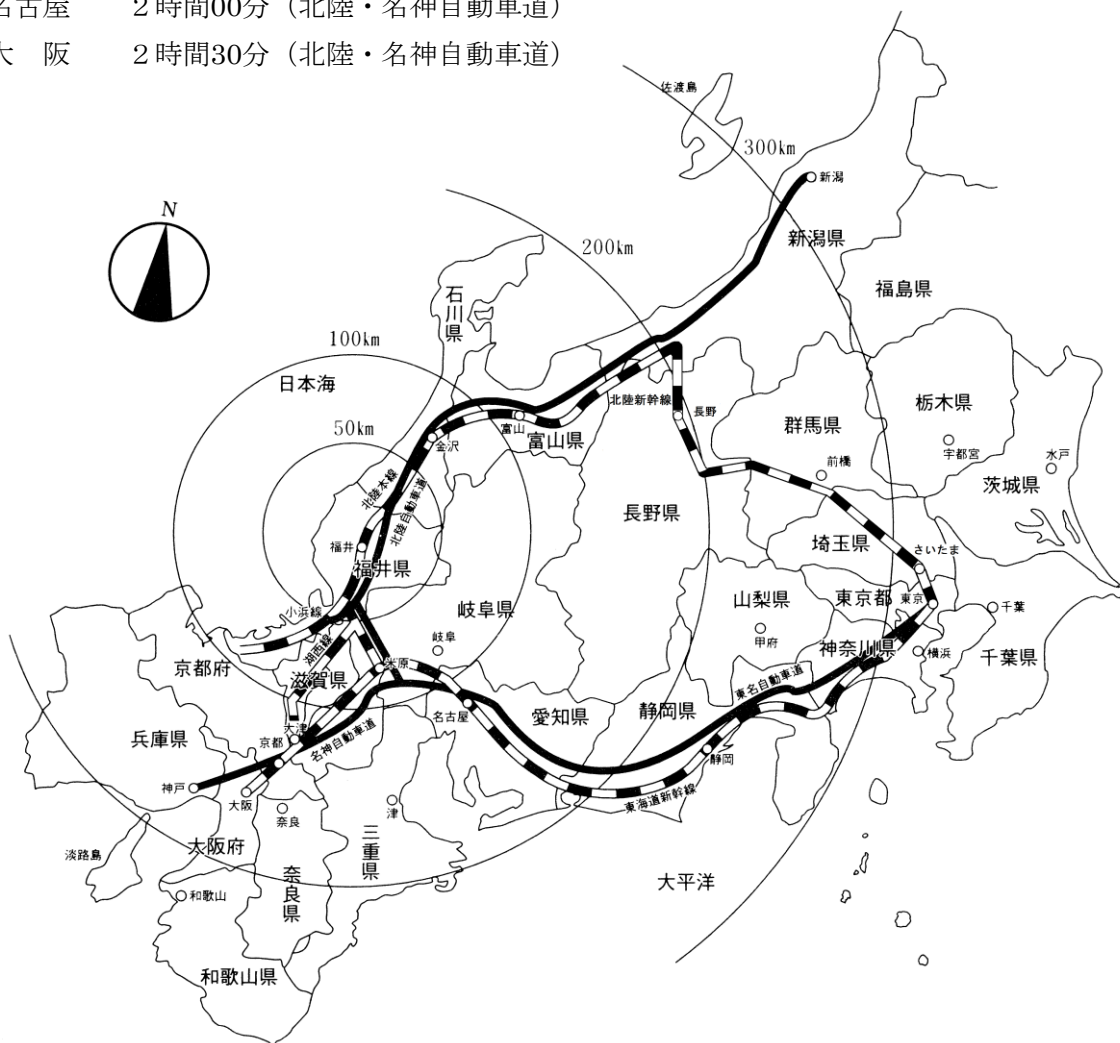 名古屋 2時間00分（北陸・名神自動車道）
大 阪 2時間30分（北陸・名神自動車道）
佐渡島
300km
新潟
N
200km
新潟県
福島県
石川県
100km
日本海
北陸新幹線
長野
栃木県
群馬県
50km
富山
富山県
金沢
前橋
宇都宮
水戸
茨城県
北陸本線
北陸自動車道
長野県
福井
福井県
埼玉県
さいたま
小浜線
岐阜県
山梨県
東京都
東京
千葉
岐阜
甲府
神奈川県
横浜
千葉県
湖西線
京都府
滋賀県
米原
東名自動車道
名古屋
愛知県
静岡県
大津
京都
兵庫県
名神自動車道
静岡
神戸
大阪
奈良
津
東海道新幹線
淡路島
大阪府
三重県
奈良県
大平洋
和歌山
和歌山県